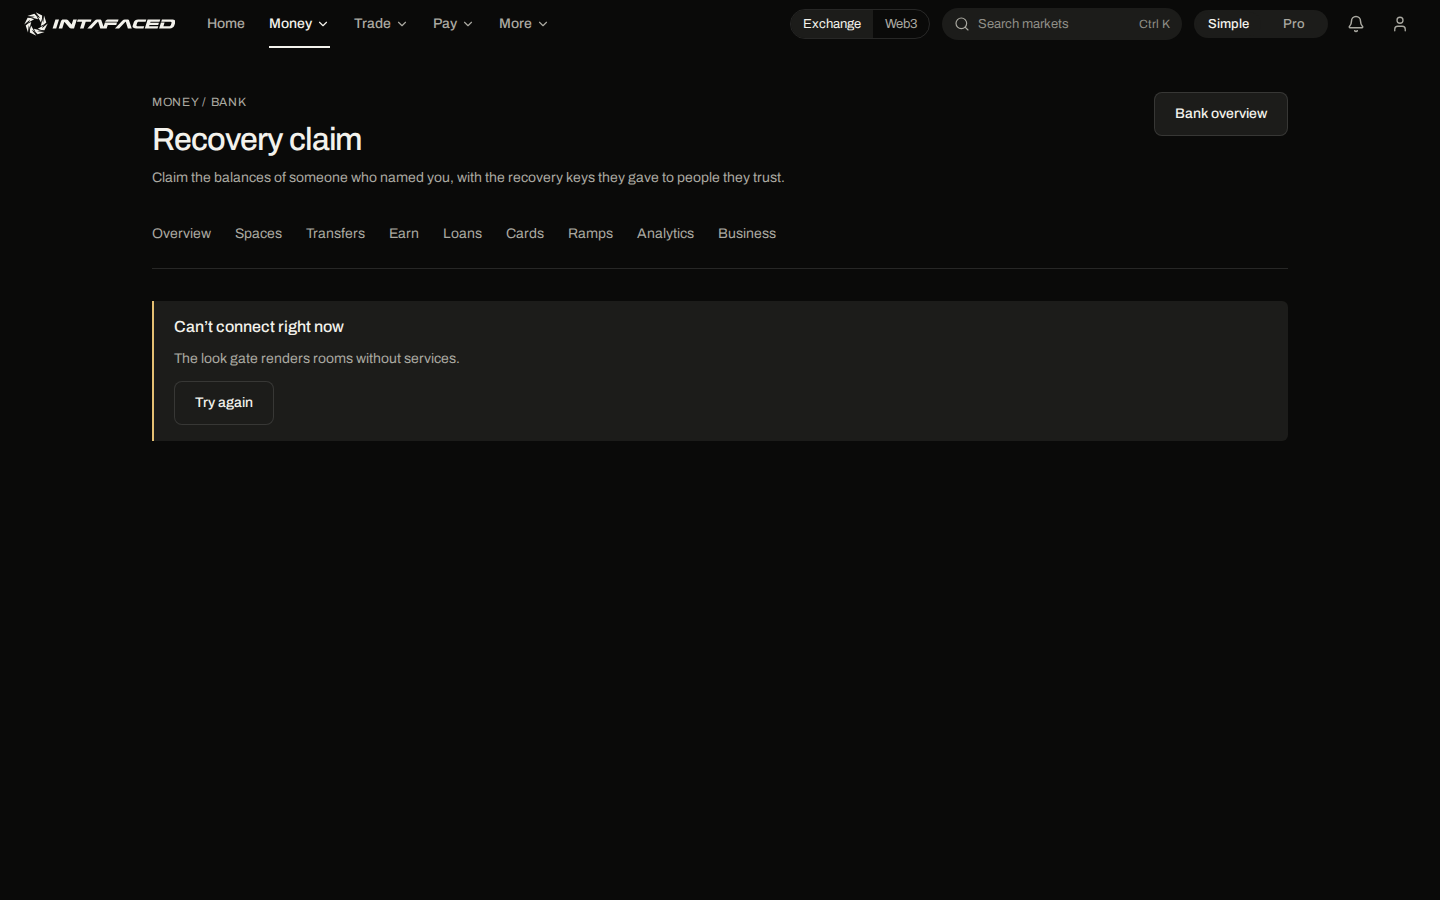 INTAFACED
Home
Money
Trade
Pay
More
Exchange
Web3
Search markets
Ctrl K
Simple
Pro
MONEY / BANK
Recovery claim
Claim the balances of someone who named you, with the recovery keys they gave to people they trust.
Bank overview
Overview
Spaces
Transfers
Earn
Loans
Cards
Ramps
Analytics
Business
Can’t connect right now
The look gate renders rooms without services.
Try again